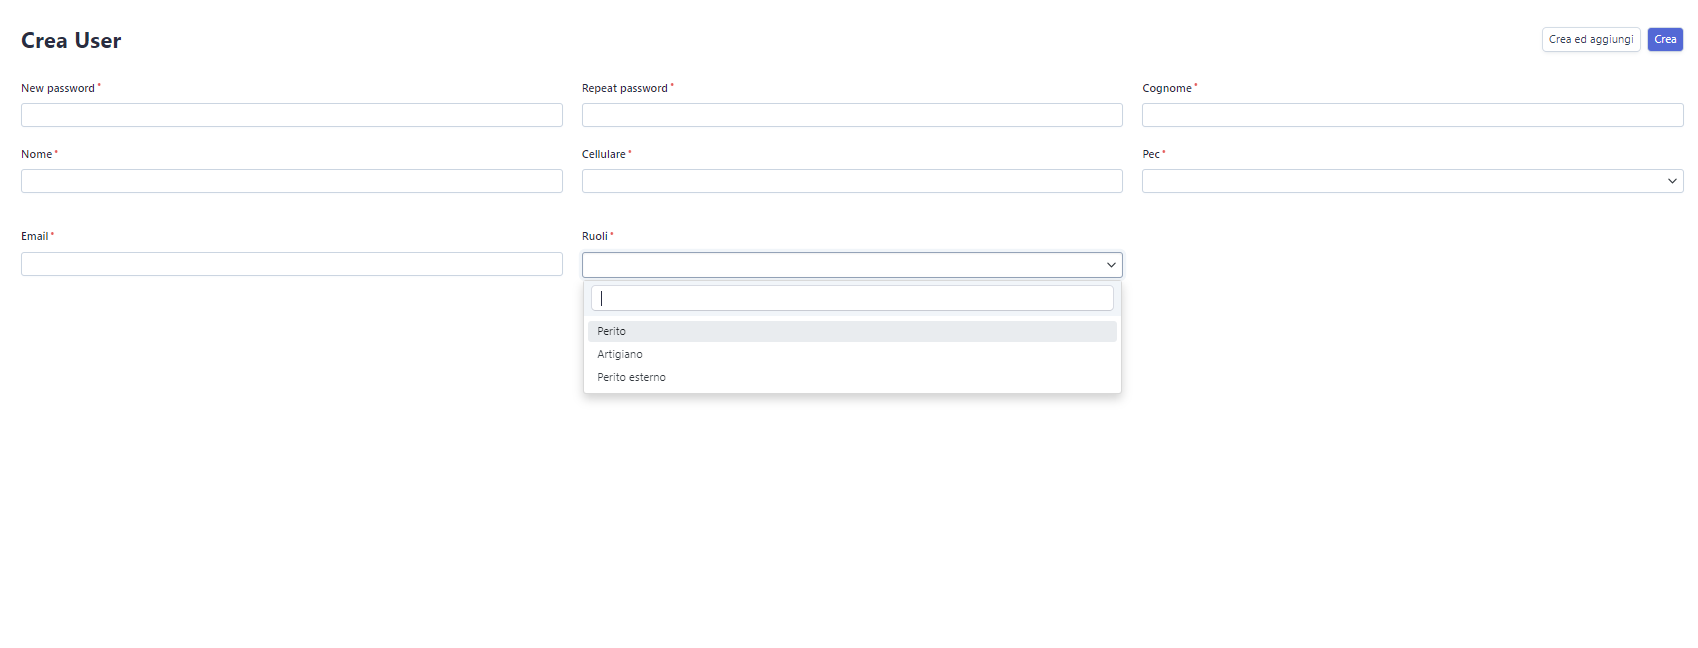 Crea User
Crea ed aggiungi
Crea
New password *
Repeat password *
Cognome *
Nome *
Cellulare *
Pec *
Email *
Ruoli *
Perito
Artigiano
Perito esterno